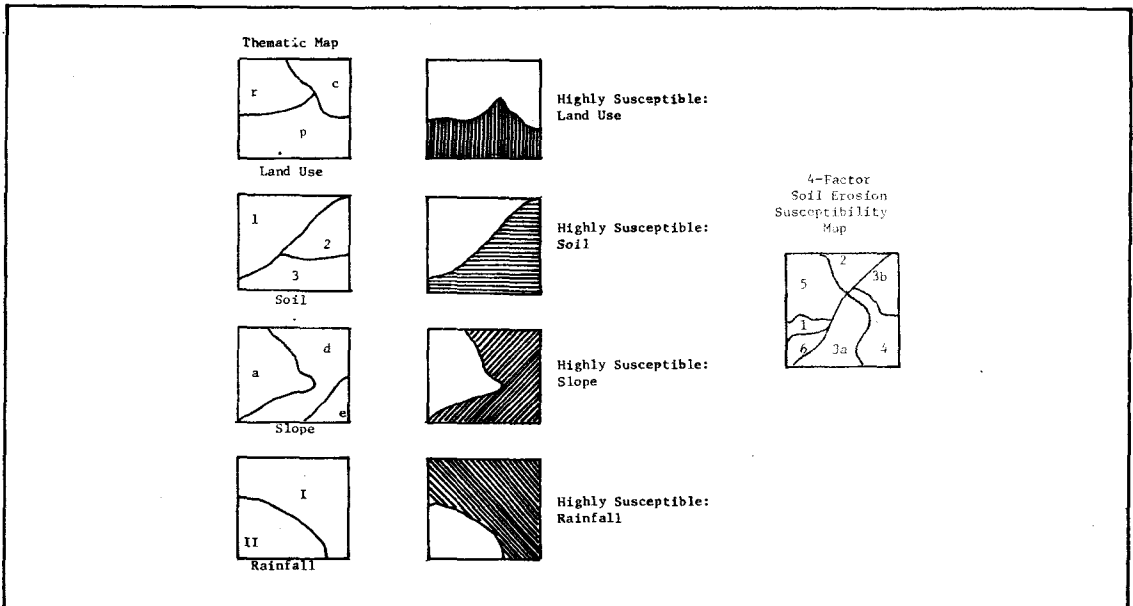 Thematic Map
r
c
p
Land Use
Highly Susceptible:
Land Use
1
2
3
Soil
Highly Susceptible:
Soil
a
d
e
Slope
Highly Susceptible:
Slope
I
II
Rainfall
Highly Susceptible:
Rainfall
4-Factor
Soil Erosion
Susceptibility
Map
2
3b
5
1
6
3a
4